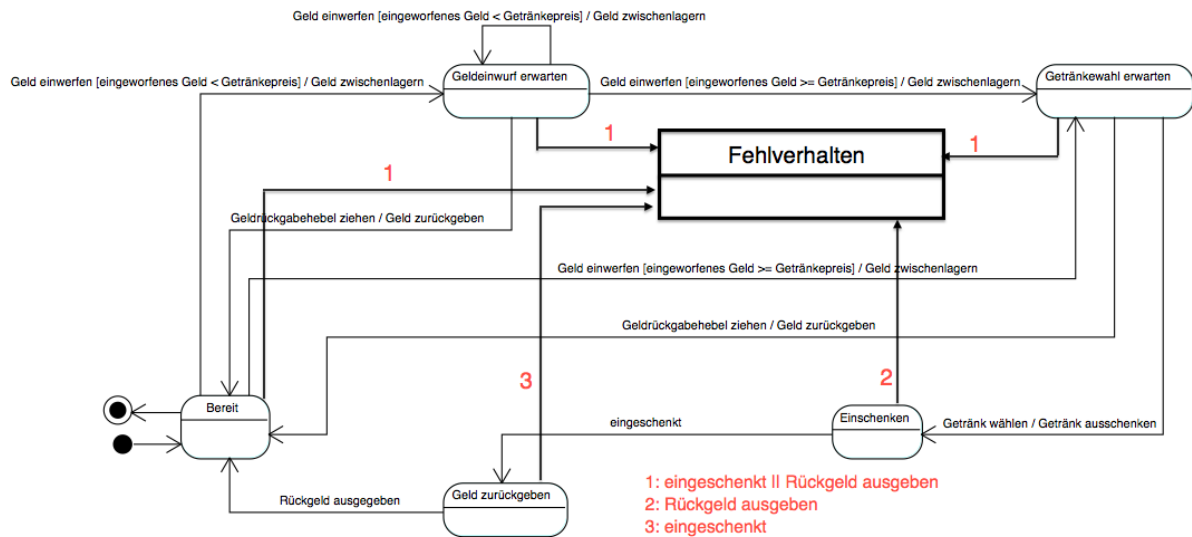 Geld einwerfen [eingeworfenes Geld < Getränkepreis] / Geld zwischenlagern
Geldeinwurf erwarten
Getränkewahl erwarten
Geld einwerfen [eingeworfenes Geld < Getränkepreis] / Geld zwischenlagern
Geld einwerfen [eingeworfenes Geld >= Getränkepreis] / Geld zwischenlagern
1
1
Fehlverhalten
1
Geldrückgabehebel ziehen / Geld zurückgeben
Geld einwerfen [eingeworfenes Geld >= Getränkepreis] / Geld zwischenlagern
Geldrückgabehebel ziehen / Geld zurückgeben
3
2
Bereit
Einschenken
eingeschenkt
Getränk wählen / Getränk ausschenken
Rückgeld ausgegeben
Geld zurückgeben
1: eingeschenkt || Rückgeld ausgeben
2: Rückgeld ausgeben
3: eingeschenkt